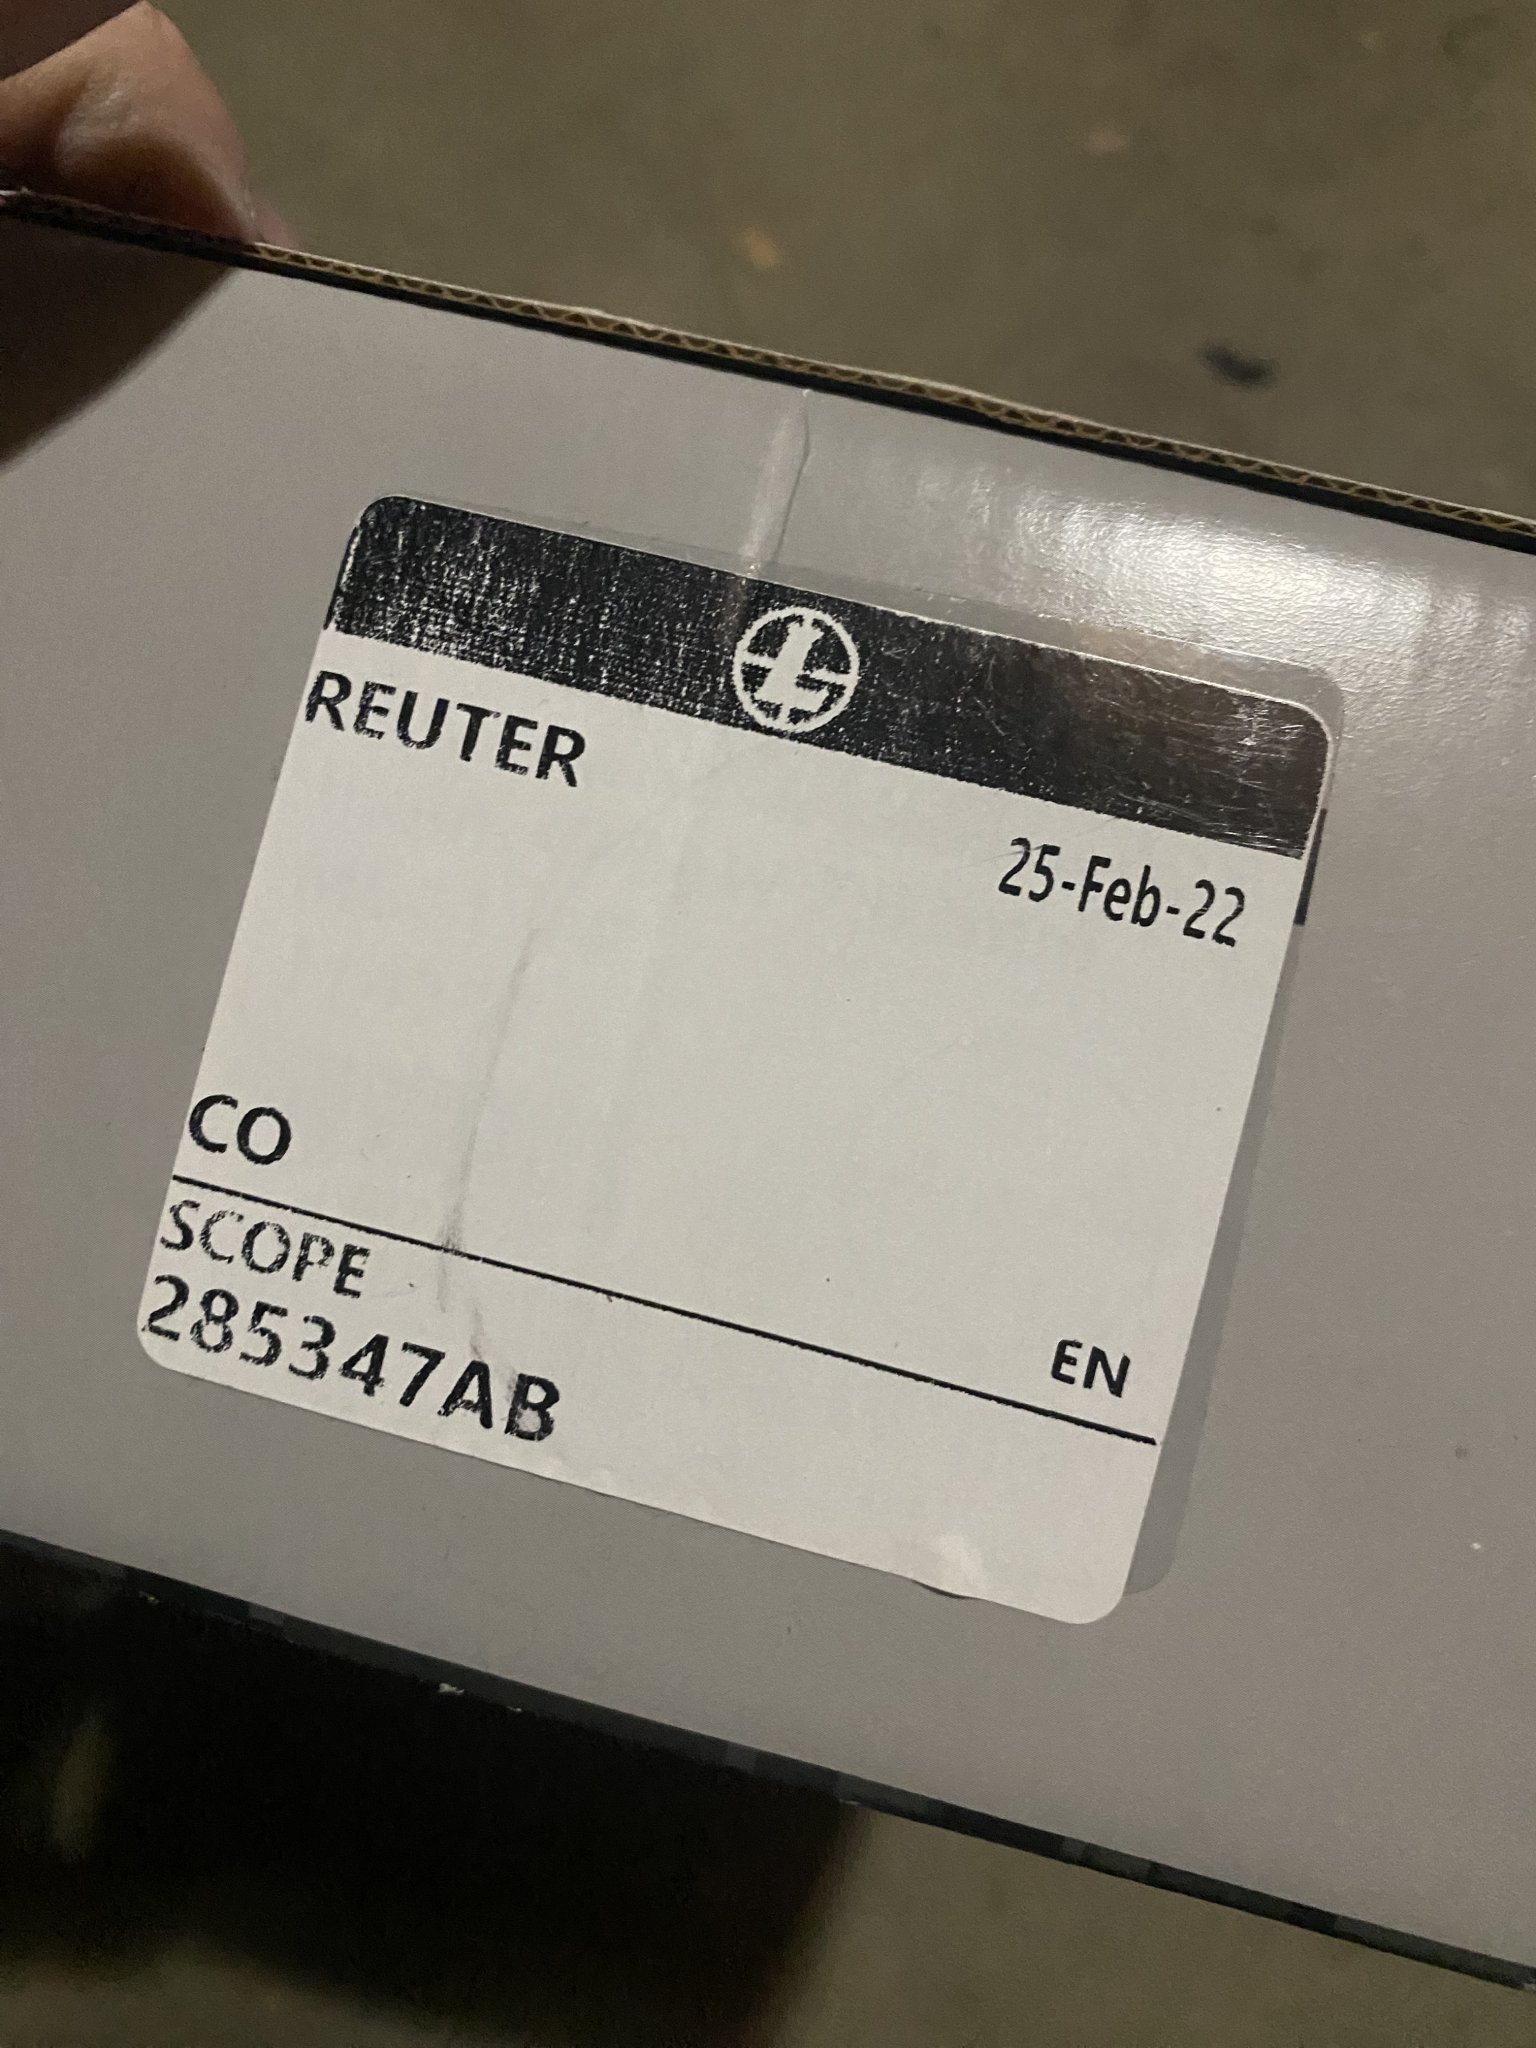 REUTER
25-Feb-22
CO
EN
SCOPE
285347AB